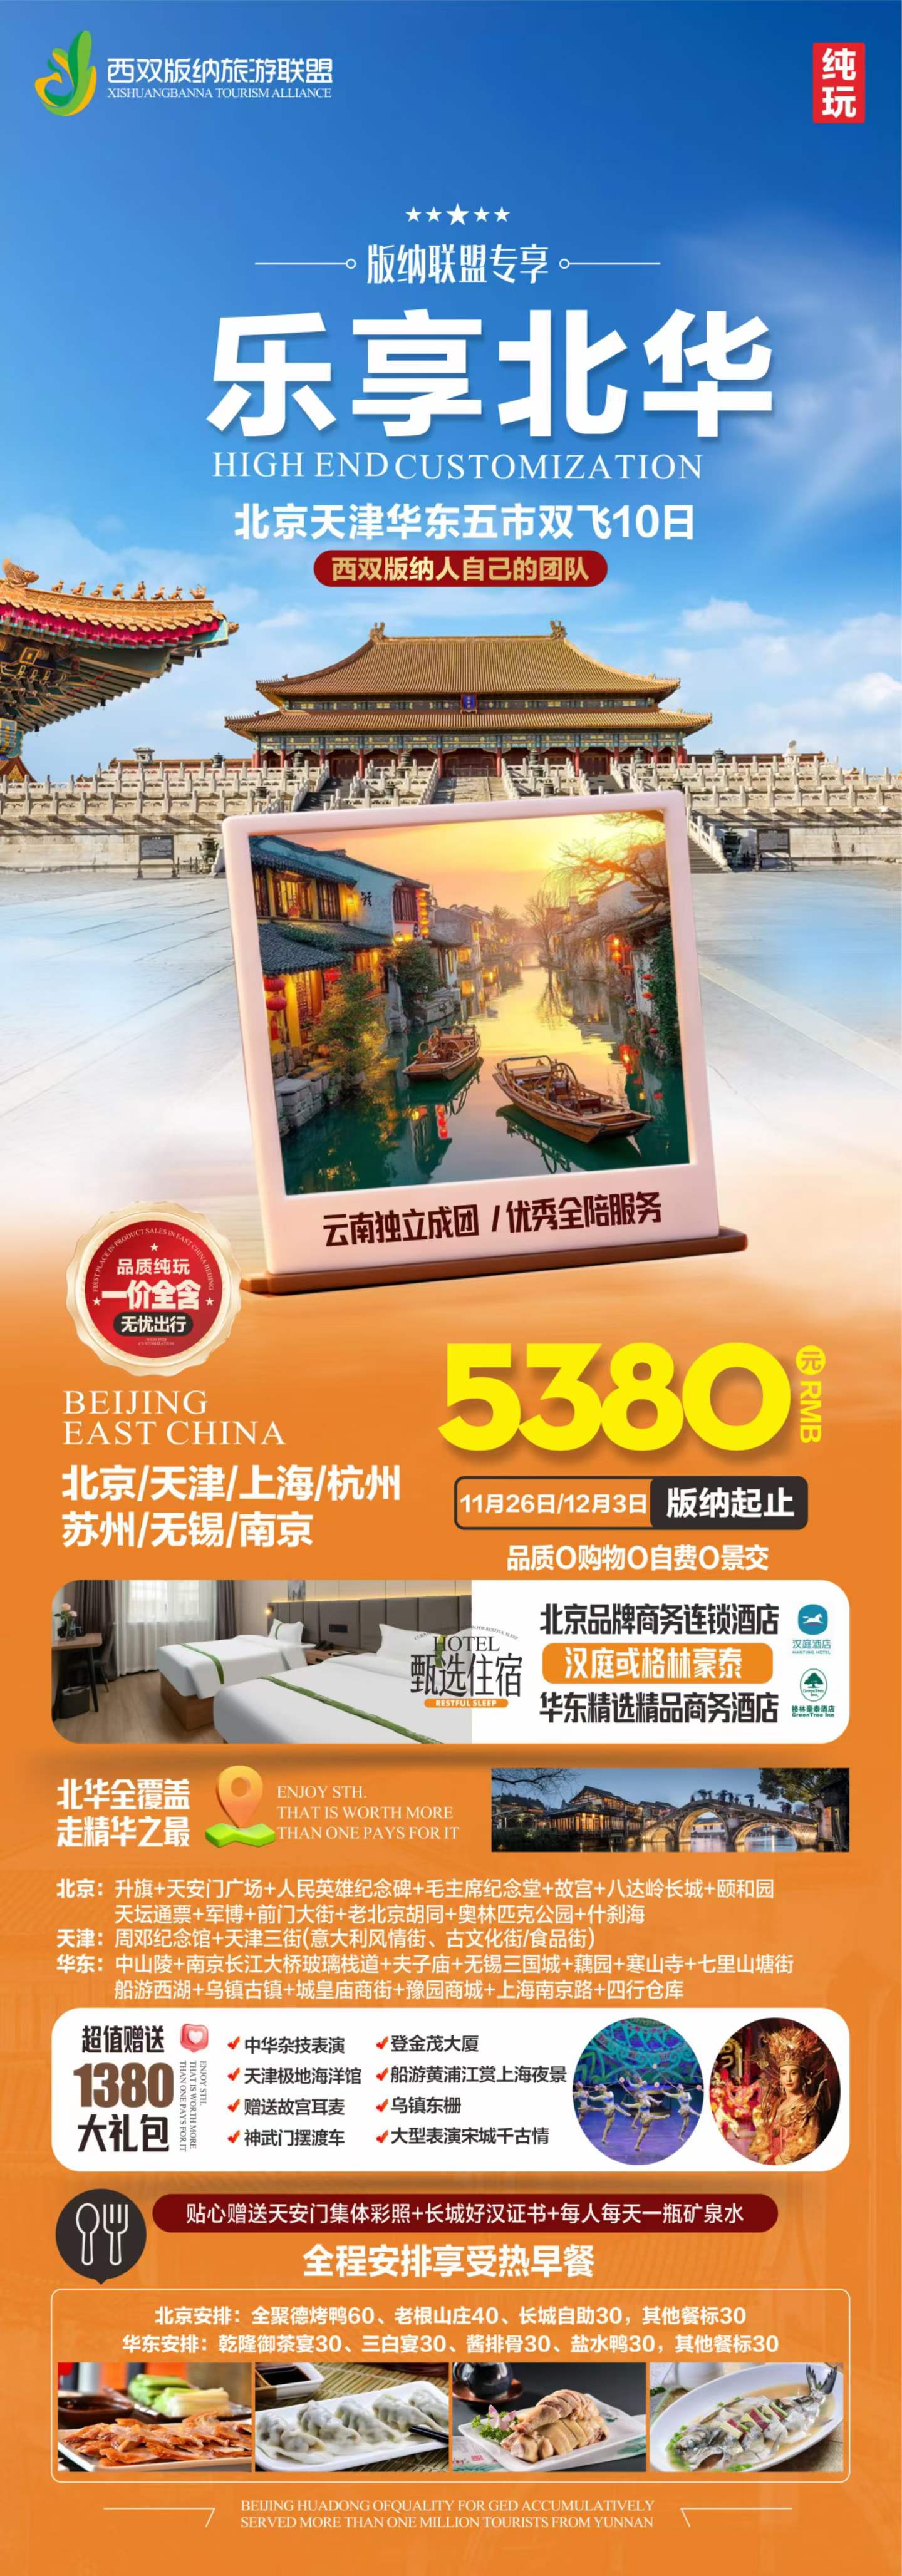 西双版纳旅游联盟
XISHUANGBANNA TOURISM ALLIANCE
纯玩
版纳联盟专享
乐享北华
HIGH END CUSTOMIZATION
北京天津华东五市双飞10日
西双版纳人自己的团队
云南独立成团 / 优秀全陪服务
FIRST PLACE IN PRODUCT SALES IN EAST CHINA BEIJING
品质纯玩
一价全含
无忧出行
5380
元 RMB
BEIJING
EAST CHINA
北京/天津/上海/杭州
苏州/无锡/南京
11月26日/12月3日 版纳起止
品质0购物0自费0景交
HOTEL
甄选住宿
RESTFUL SLEEP
北京品牌商务连锁酒店
汉庭或格林豪泰
华东精选精品商务酒店
汉庭酒店
HANTING HOTEL
格林豪泰酒店
GreenTree Inn
北华全覆盖
走精华之最
ENJOY STH.
THAT IS WORTH MORE
THAN ONE PAYS FOR IT
北京：升旗+天安门广场+人民英雄纪念碑+毛主席纪念堂+故宫+八达岭长城+颐和园
天坛通票+军博+前门大街+老北京胡同+奥林匹克公园+什刹海
天津：周邓纪念馆+天津三街(意大利风情街、古文化街/食品街)
华东：中山陵+南京长江大桥玻璃栈道+夫子庙+无锡三国城+藕园+寒山寺+七里山塘街
船游西湖+乌镇古镇+城皇庙商街+豫园商城+上海南京路+四行仓库
超值赠送
1380
大礼包
ENJOY STH.
THAT IS WORTH MORE
THAN ONE PAYS FOR IT
中华杂技表演
登金茂大厦
天津极地海洋馆
船游黄浦江赏上海夜景
赠送故宫耳麦
乌镇东栅
神武门摆渡车
大型表演宋城千古情
贴心赠送天安门集体彩照+长城好汉证书+每人每天一瓶矿泉水
全程安排享受热早餐
北京安排：全聚德烤鸭60、老根山庄40、长城自助30，其他餐标30
华东安排：乾隆御茶宴30、三白宴30、酱排骨30、盐水鸭30，其他餐标30
BEIJING HUADONG OFQUALITY FOR GED ACCUMULATIVELY
SERVED MORE THAN ONE MILLION TOURISTS FROM YUNNAN